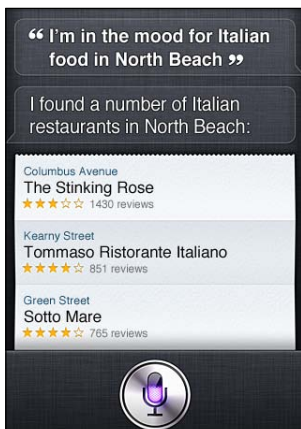 “ I’m in the mood for Italian
food in North Beach ”
I found a number of Italian
restaurants in North Beach:
Columbus Avenue
The Stinking Rose
1430 reviews
Kearny Street
Tommaso Ristorante Italiano
851 reviews
Green Street
Sotto Mare
765 reviews